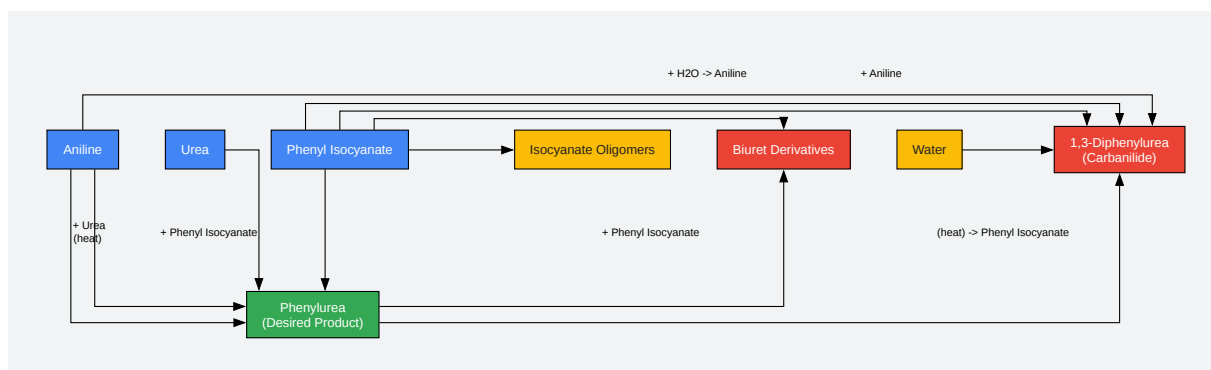 + H2O -> Aniline
+ Aniline
Aniline
Urea
Phenyl Isocyanate
Isocyanate Oligomers
Biuret Derivatives
Water
1,3-Diphenylurea
(Carbanilide)
+ Urea
(heat)
+ Phenyl Isocyanate
+ Phenyl Isocyanate
(heat) -> Phenyl Isocyanate
Phenylurea
(Desired Product)